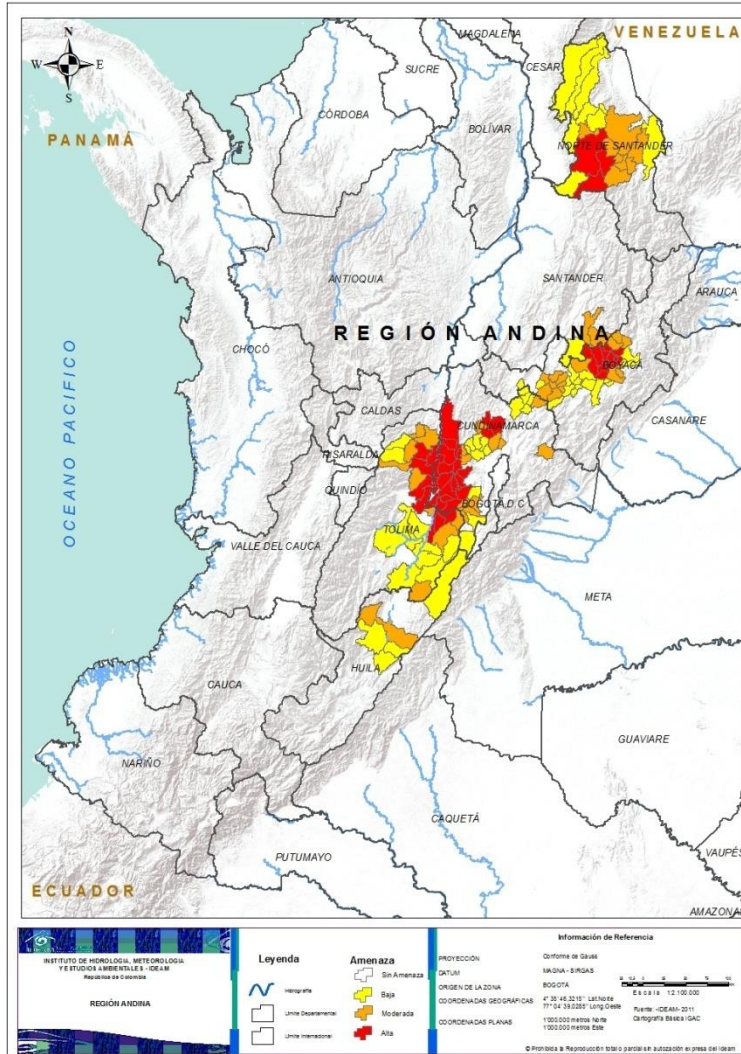 N
W E
S
PANAMÁ
VENEZUELA
MAGDALENA
CESAR
SUCRE
CÓRDOBA
BOLÍVAR
NORTE DE SANTANDER
ANTIOQUIA
SANTANDER
ARAUCA
REGIÓN ANDINA
CHOCÓ
BOYACÁ
CALDAS
CUNDINAMARCA
CASANARE
RISARALDA
QUINDÍO
BOGOTÁ D.C
TOLIMA
VALLE DEL CAUCA
META
OCEANO PACIFICO
HUILA
CAUCA
GUAVIARE
NARIÑO
CAQUETÁ
PUTUMAYO
VAUPÉS
ECUADOR
AMAZONA
INSTITUTO DE HIDROLOGIA, METEOROLOGIA
Y ESTUDIOS AMBIENTALES - IDEAM
República de Colombia
REGIÓN ANDINA
Leyenda
Hidrografía
Límite Departamental
Límite Internacional
Amenaza
Sin Amenaza
Baja
Moderada
Alta
Información de Referencia
PROYECCIÓN Conforme de Gauss
DATUM MAGNA - SIRGAS
ORIGEN DE LA ZONA BOGOTÁ
COORDENADAS GEOGRÁFICAS
COORDENADAS PLANAS 1'000.000 metros Norte
1'000.000 metros Este
Escala 1:2.100.000
Fuente: <IDEAM> 2011
Cartografía Básica IGAC
© Prohibida la Reproducción total o parcial sin autozación expresa del Ideam